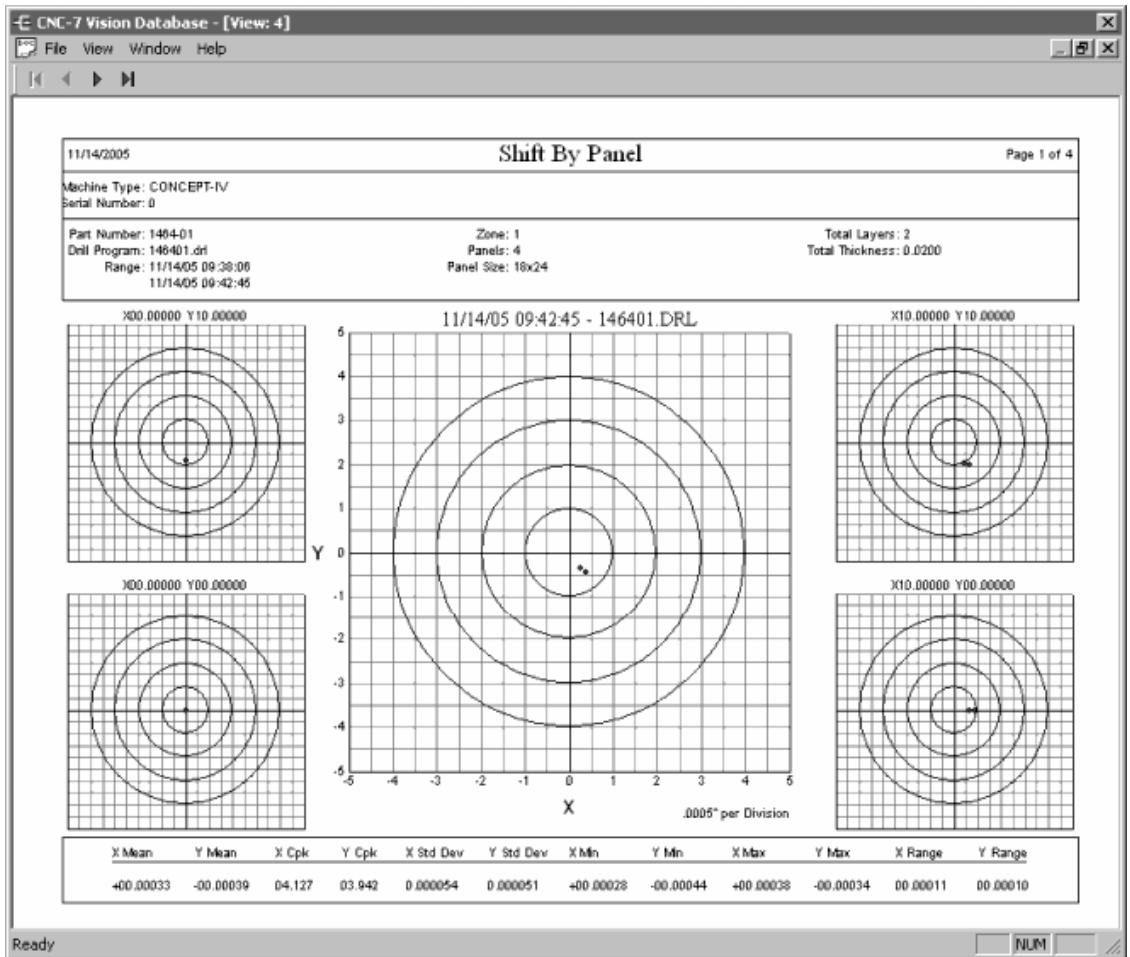 CNC-7 Vision Database - [View: 4]
File View Window Help
11/14/2005
Shift By Panel
Page 1 of 4
Machine Type: CONCEPT-IV
Serial Number: 0
Part Number: 1464-01
Drill Program: 146401.drl
Range: 11/14/05 09:38:06
11/14/05 09:42:45
Zone: 1
Panels: 4
Panel Size: 18x24
Total Layers: 2
Total Thickness: 0.0200
X00.00000 Y10.00000
11/14/05 09:42:45 - 146401.DRL
X10.00000 Y10.00000
5
4
3
2
1
Y 0
-1
-2
-3
-4
-5
-5 -4 -3 -2 -1 0 1 2 3 4 5
X
.0005" per Division
X00.00000 Y00.00000
X10.00000 Y00.00000
X Mean Y Mean X Cpk Y Cpk X Std Dev Y Std Dev X Min Y Min X Max Y Max X Range Y Range
+00.00033 -00.00039 04.127 03.942 0.000054 0.000051 +00.00028 -00.00044 +00.00038 -00.00034 00.00011 00.00010
Ready
NUM